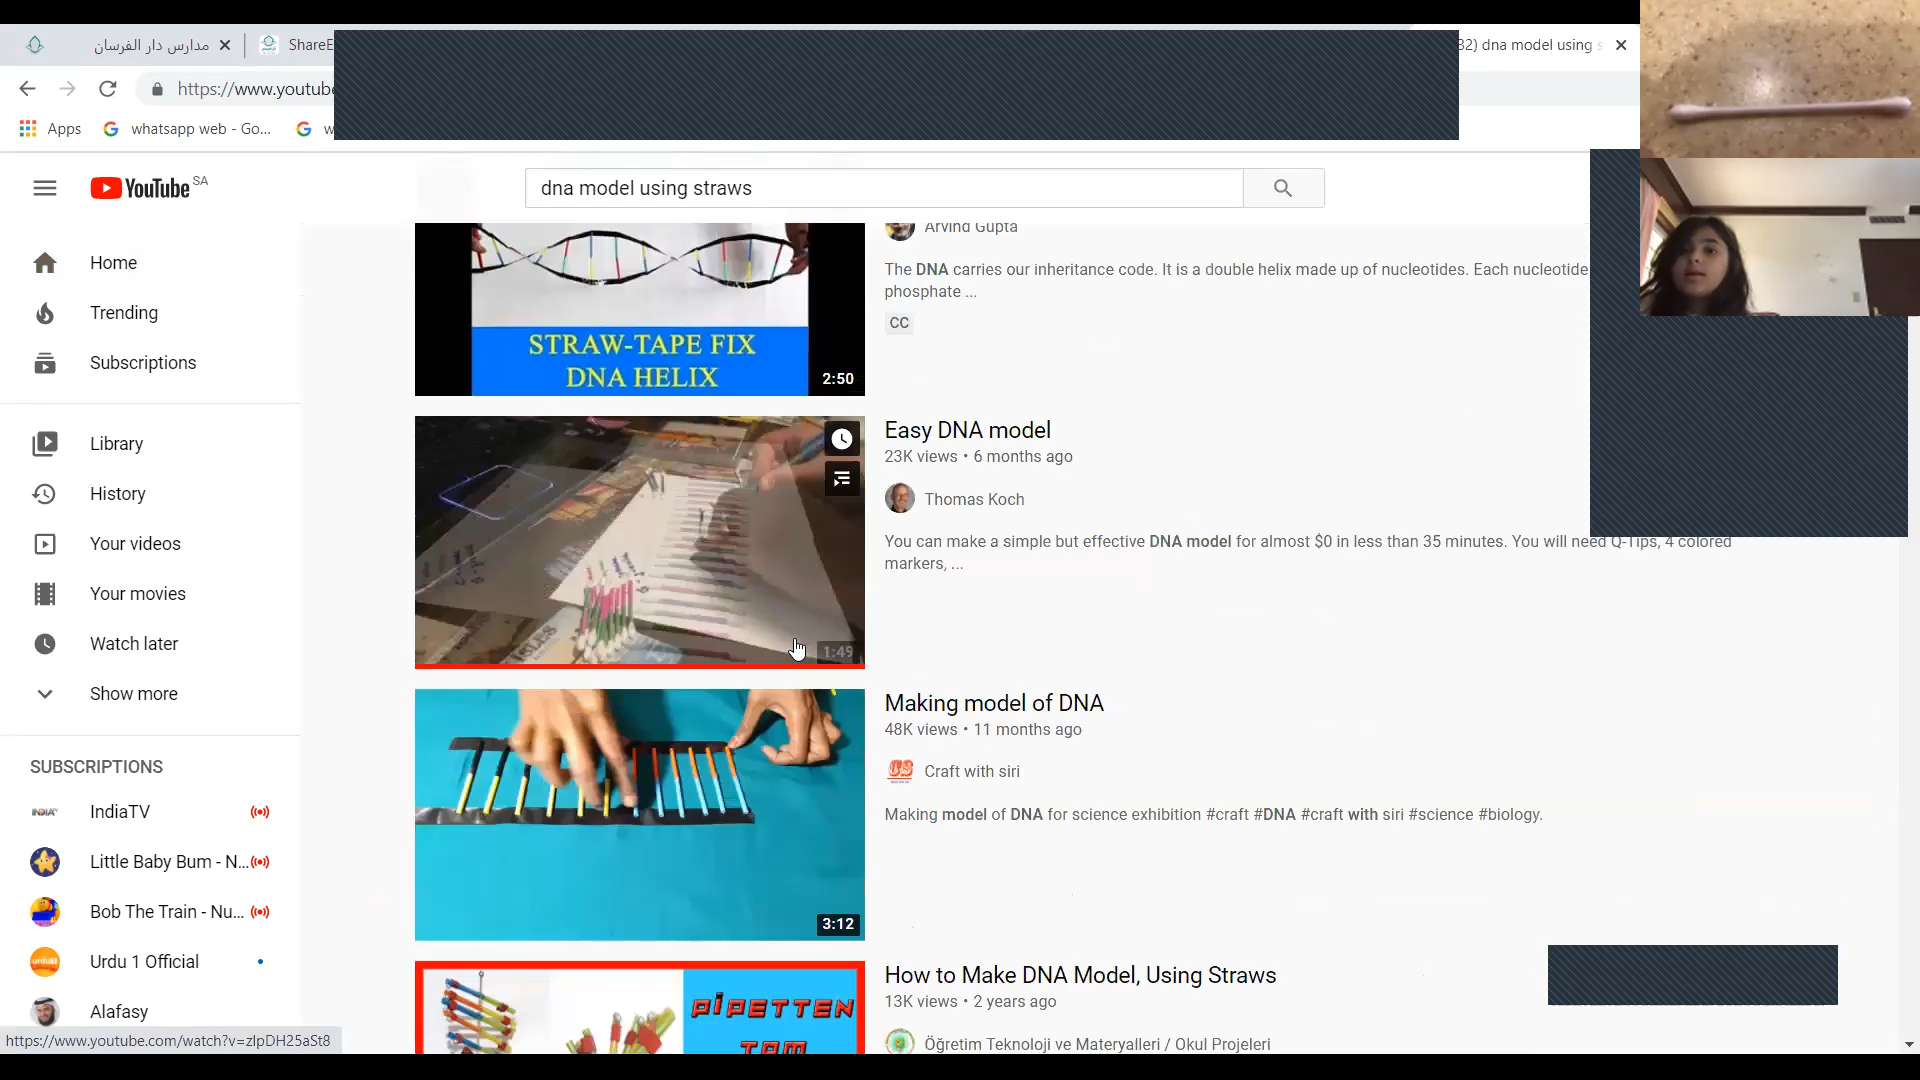 مدارس دار الفرسان
ShareE
32) dna model using s
https://www.youtube
Apps
whatsapp web - Go...
w
YouTube SA
dna model using straws
Home
Trending
Subscriptions
Library
History
Your videos
Your movies
Watch later
Show more
SUBSCRIPTIONS
IndiaTV
Little Baby Bum - N...
Bob The Train - Nu...
Urdu 1 Official
Alafasy
STRAW-TAPE FIX
DNA HELIX
2:50
Arvind Gupta
The DNA carries our inheritance code. It is a double helix made up of nucleotides. Each nucleotide
phosphate ...
CC
1:49
Easy DNA model
23K views • 6 months ago
Thomas Koch
You can make a simple but effective DNA model for almost $0 in less than 35 minutes. You will need Q-Tips, 4 colored
markers, ...
3:12
Making model of DNA
48K views • 11 months ago
Craft with siri
Making model of DNA for science exhibition #craft #DNA #craft with siri #science #biology.
PiPETTEN
How to Make DNA Model, Using Straws
13K views • 2 years ago
Öğretim Teknoloji ve Materyalleri / Okul Projeleri
https://www.youtube.com/watch?v=zIpDH25aSt8